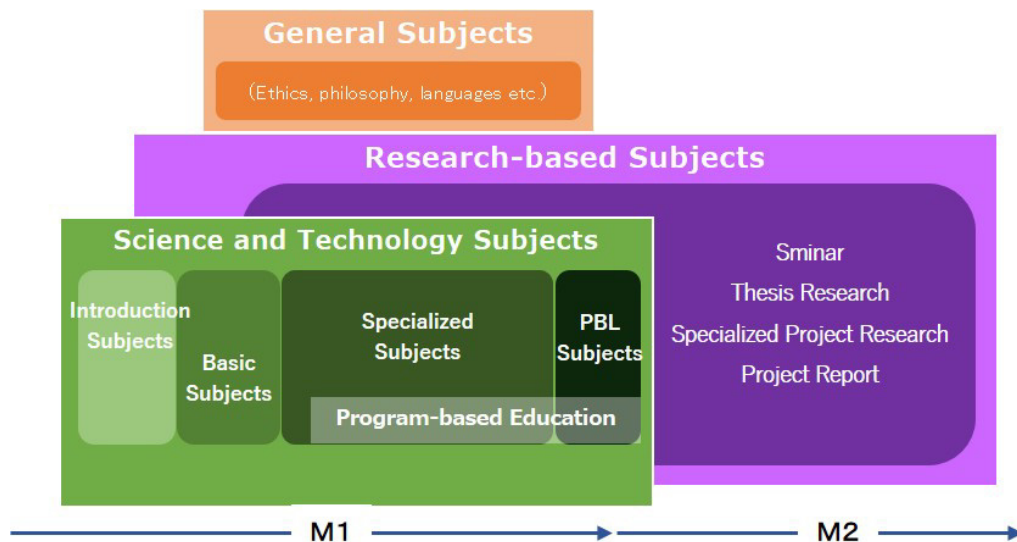 General Subjects
(Ethics, philosophy, languages etc.)
Research-based Subjects
Science and Technology Subjects
Introduction
Subjects
Basic
Subjects
Specialized
Subjects
PBL
Subjects
Program-based Education
Sminar
Thesis Research
Specialized Project Research
Project Report
M1
M2